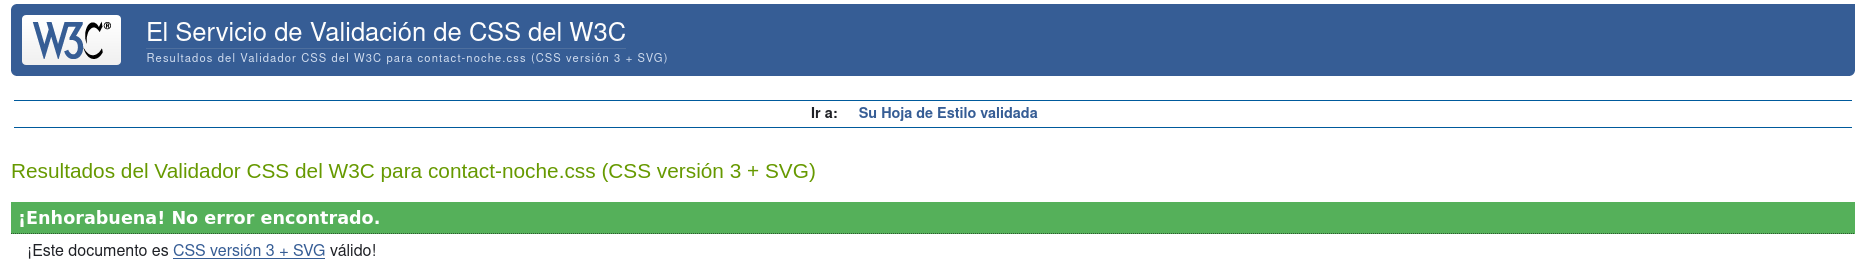 W3C®
El Servicio de Validación de CSS del W3C
Resultados del Validador CSS del W3C para contact-noche.css (CSS versión 3 + SVG)
Ir a: Su Hoja de Estilo validada
Resultados del Validador CSS del W3C para contact-noche.css (CSS versión 3 + SVG)
¡Enhorabuena! No error encontrado.
¡Este documento es CSS versión 3 + SVG válido!